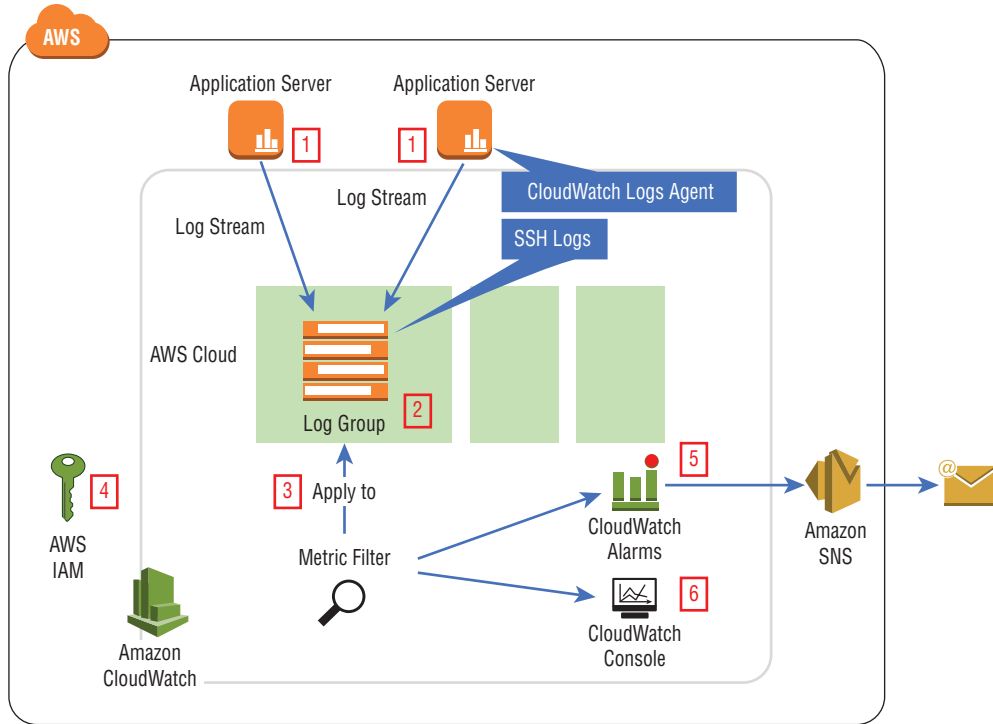 AWS
Application Server
Application Server
1
1
CloudWatch Logs Agent
Log Stream
Log Stream
SSH Logs
AWS Cloud
Log Group
2
3
Apply to
4
AWS
IAM
Metric Filter
5
CloudWatch
Alarms
Amazon
SNS
@
6
CloudWatch
Console
Amazon
CloudWatch